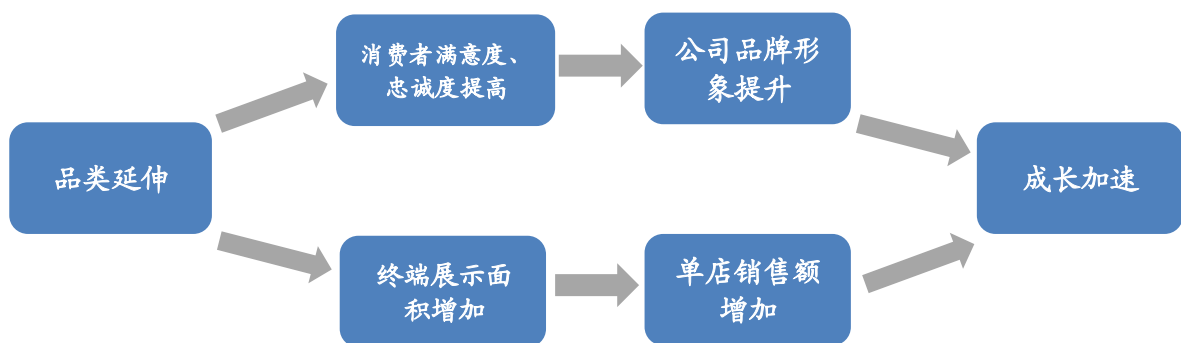 消费者满意度、
忠诚度提高
公司品牌形
象提升
品类延伸
成长加速
终端展示面
积增加
单店销售额
增加